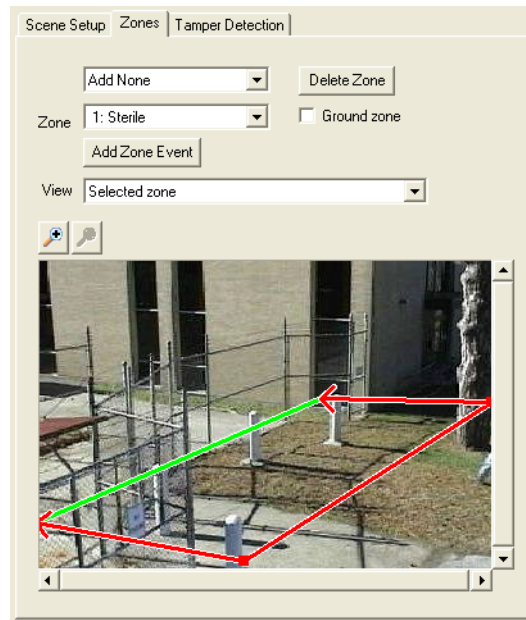 Scene Setup Zones Tamper Detection
Add None Delete Zone
Zone 1: Sterile Ground zone
Add Zone Event
View Selected zone